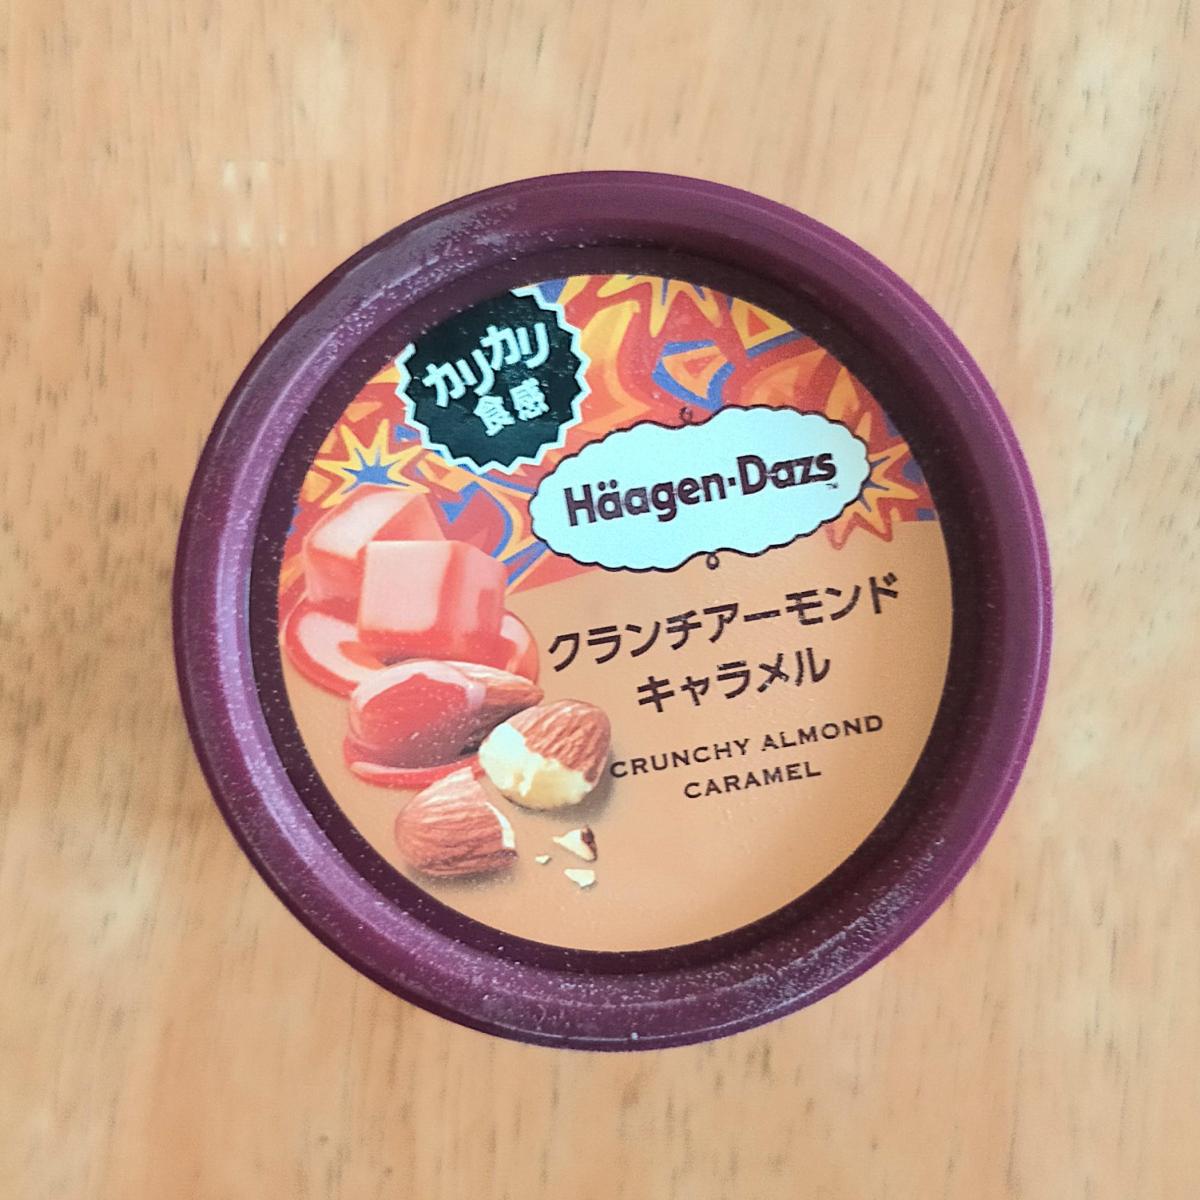 カリカリ
食感
Häagen-Dazs
TM
クランチアーモンド
キャラメル
CRUNCHY ALMOND
CARAMEL